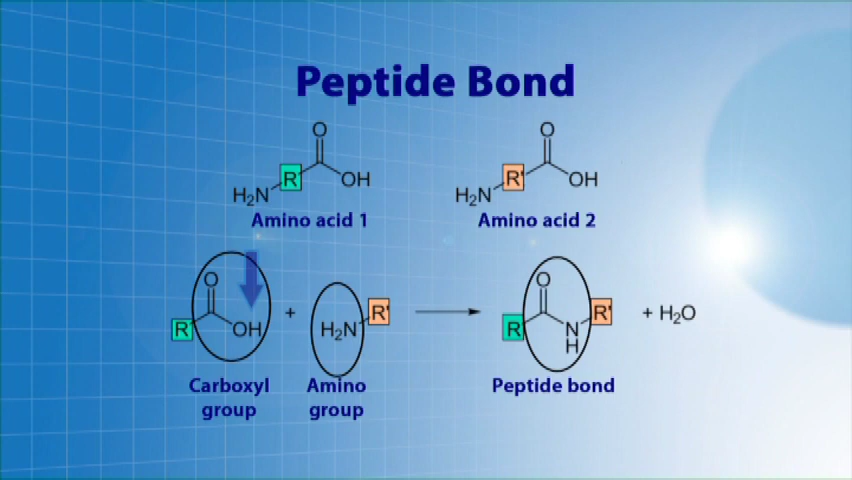 Peptide Bond
O
O
R'
OH
R'
OH
H₂N
H₂N
Amino acid 1
Amino acid 2
O
O
R'
OH
+
H₂N
R'
R
N
H
R'
+ H₂O
Carboxyl
group
Amino
group
Peptide bond